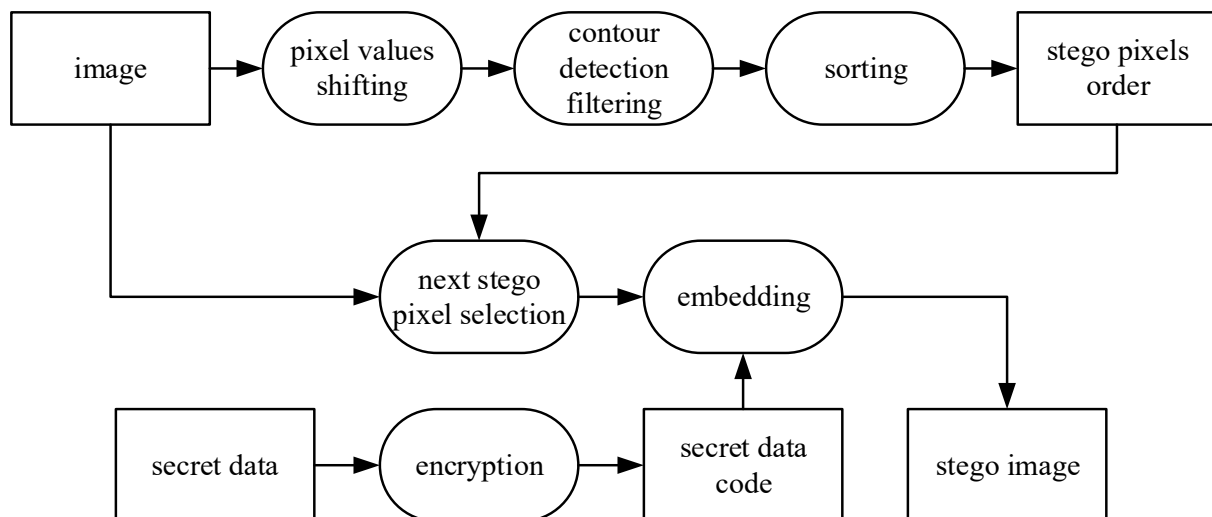 image
pixel values
shifting
contour
detection
filtering
sorting
stego pixels
order
next stego
pixel selection
embedding
secret data
encryption
secret data
code
stego image